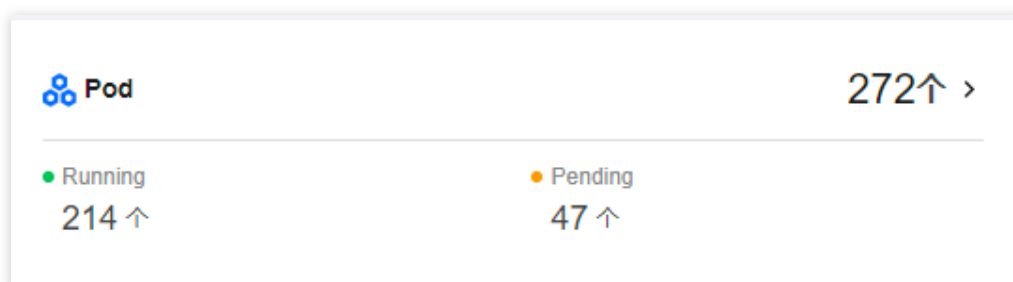 Pod 272个 >
Running Pending
214 个 47 个